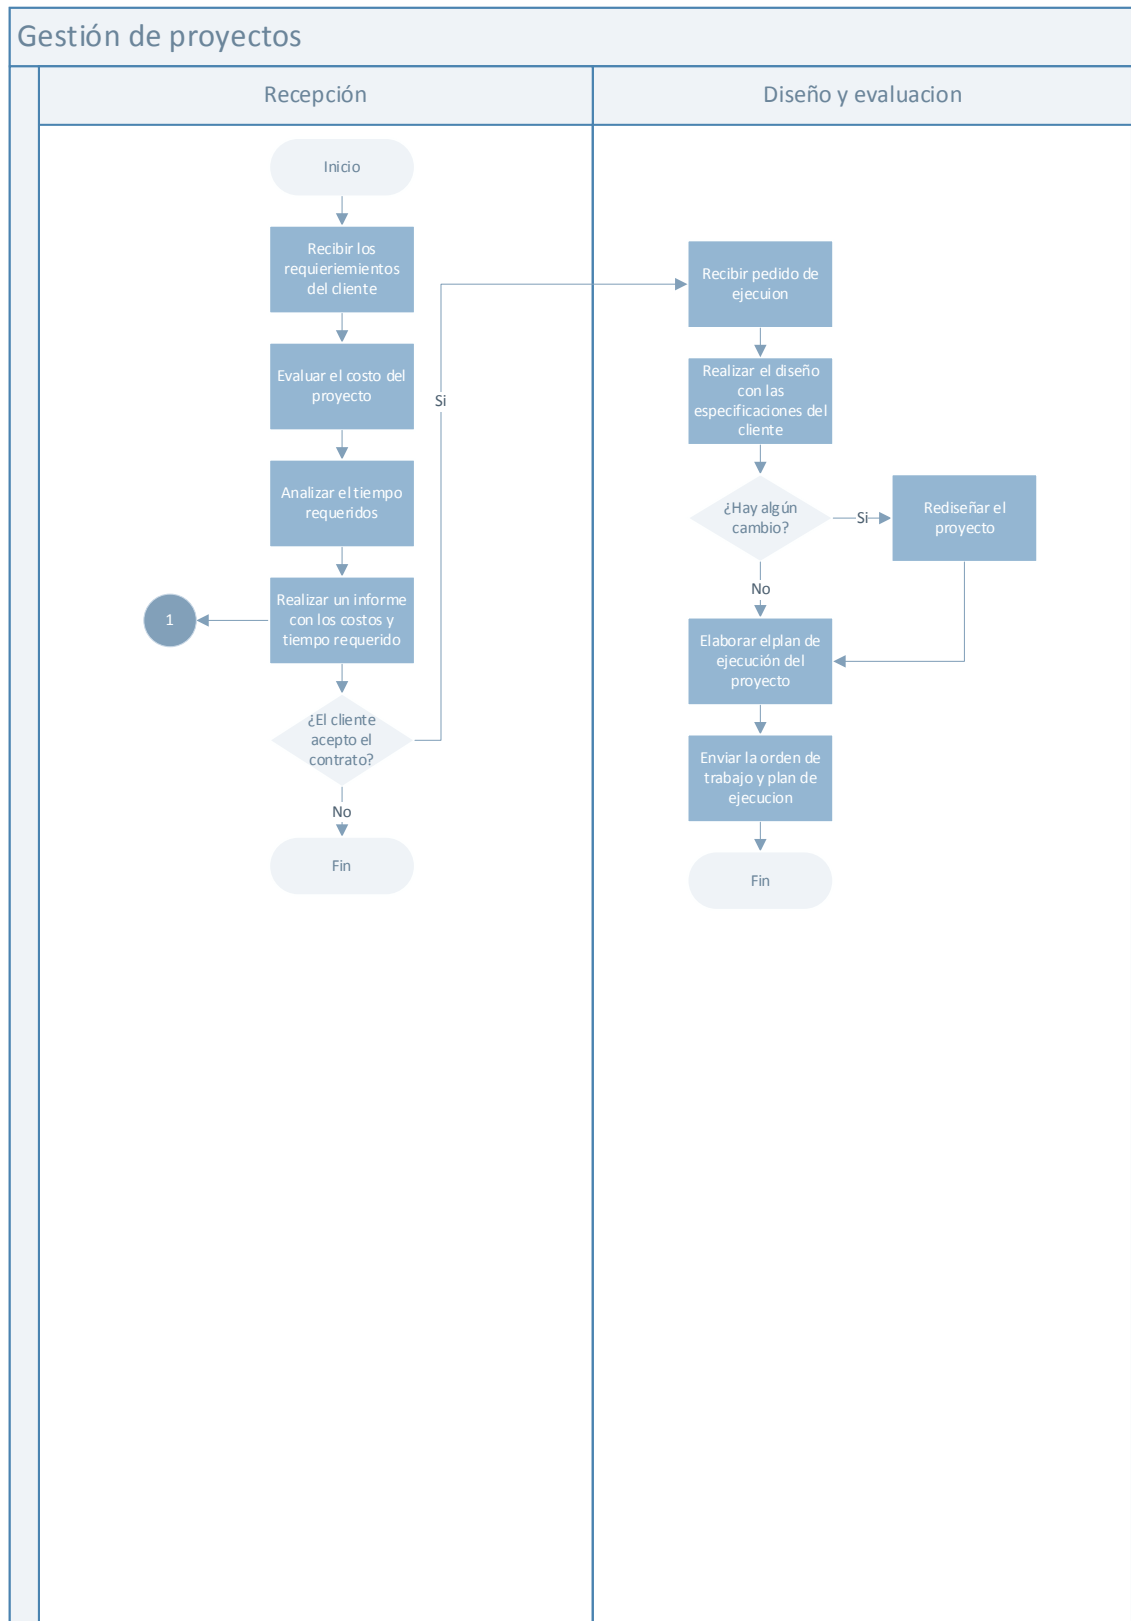 Gestión de proyectos
Recepción
Diseño y evaluacion
Inicio
Recibir los
requieriemientos
del cliente
Evaluar el costo del
proyecto
Analizar el tiempo
requeridos
Realizar un informe
con los costos y
tiempo requerido
1
¿El cliente
acepto el
contrato?
Si
No
Fin
Recibir pedido de
ejecuion
Realizar el diseño
con las
especificaciones del
cliente
¿Hay algún
cambio?
Si
Rediseñar el
proyecto
No
Elaborar elplan de
ejecución del
proyecto
Enviar la orden de
trabajo y plan de
ejecucion
Fin